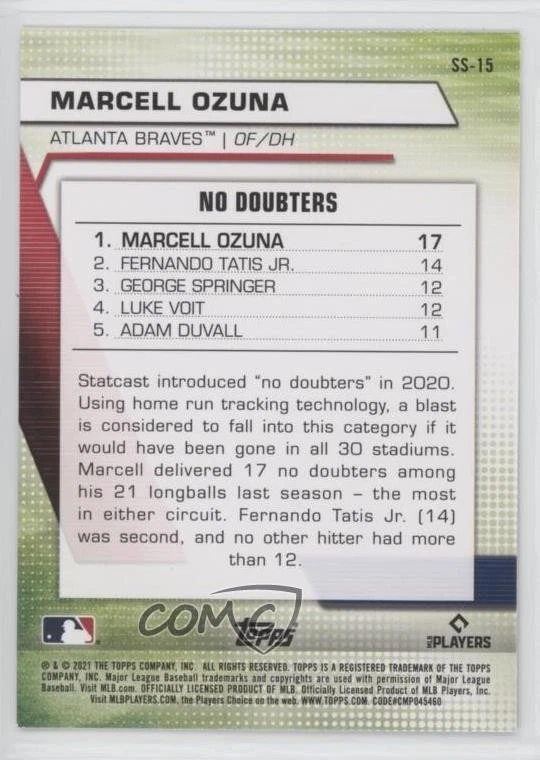 SS-15
MARCELL OZUNA
ATLANTA BRAVES™ | OF/DH
NO DOUBTERS
1. MARCELL OZUNA 17
2. FERNANDO TATIS JR. 14
3. GEORGE SPRINGER 12
4. LUKE VOIT 12
5. ADAM DUVALL 11
Statcast introduced "no doubters" in 2020.
Using home run tracking technology, a blast
is considered to fall into this category if it
would have been gone in all 30 stadiums.
Marcell delivered 17 no doubters among
his 21 longballs last season – the most
in either circuit. Fernando Tatis Jr. (14)
was second, and no other hitter had more
than 12.
COMC
TOPPS
MLB PLAYERS
® & © 2021 THE TOPPS COMPANY, INC. ALL RIGHTS RESERVED. TOPPS IS A REGISTERED TRADEMARK OF THE TOPPS
COMPANY, INC. Major League Baseball trademarks and copyrights are used with permission of Major League
Baseball. Visit MLB.com. OFFICIALLY LICENSED PRODUCT OF MLB. Officially Licensed Product of MLB Players, Inc.
Visit MLBPLAYERS.COM, the Players Choice on the web. WWW.TOPPS.COM. CODE#CMP045460